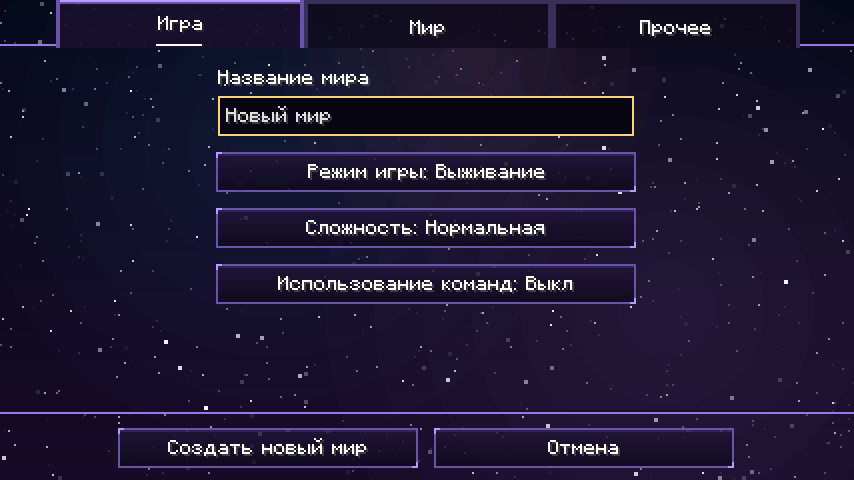 Игра
Мир
Прочее
Название мира
Новый мир
Режим игры: Выживание
Сложность: Нормальная
Использование команд: Выкл
Создать новый мир
Отмена